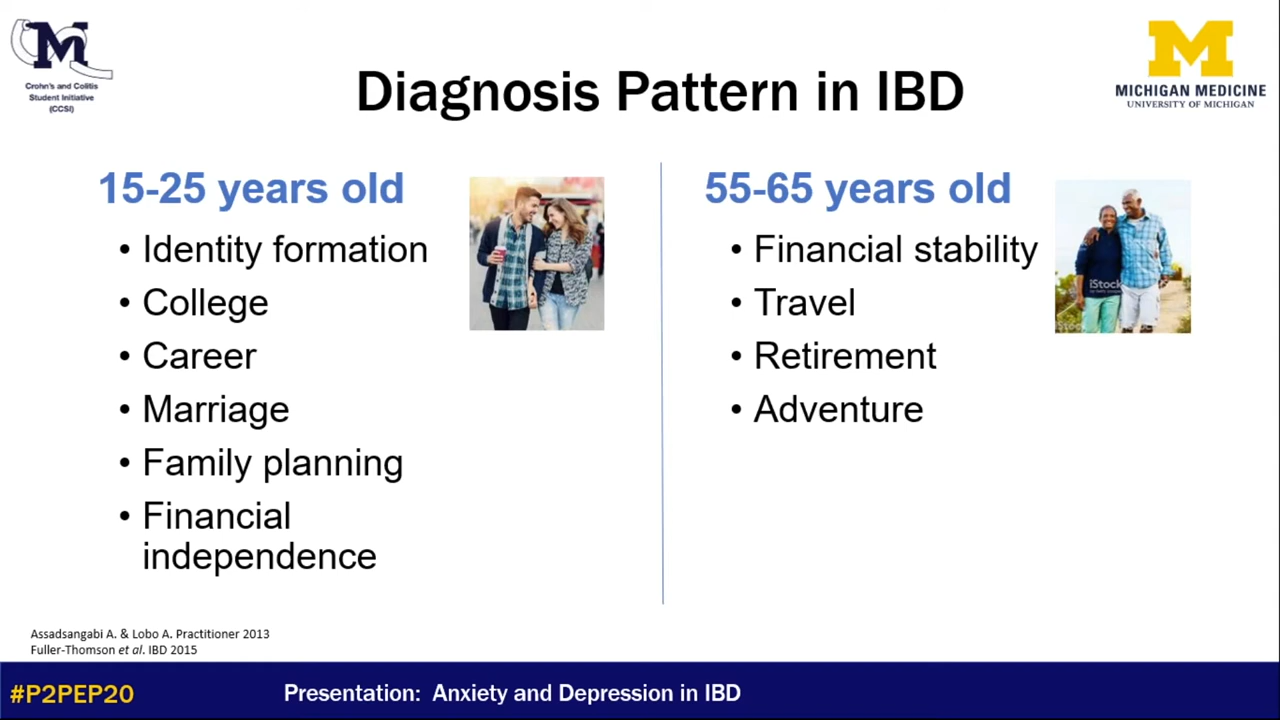 M
Crohn's and Colitis
Student Initiative
(CCSI)
M
MICHIGAN MEDICINE
UNIVERSITY OF MICHIGAN
Diagnosis Pattern in IBD
15-25 years old
• Identity formation
• College
• Career
• Marriage
• Family planning
• Financial
independence
55-65 years old
• Financial stability
• Travel
• Retirement
• Adventure
iStock
Assadsangabi A. & Lobo A. Practitioner 2013
Fuller-Thomson et al. IBD 2015
#P2PEP20
Presentation: Anxiety and Depression in IBD